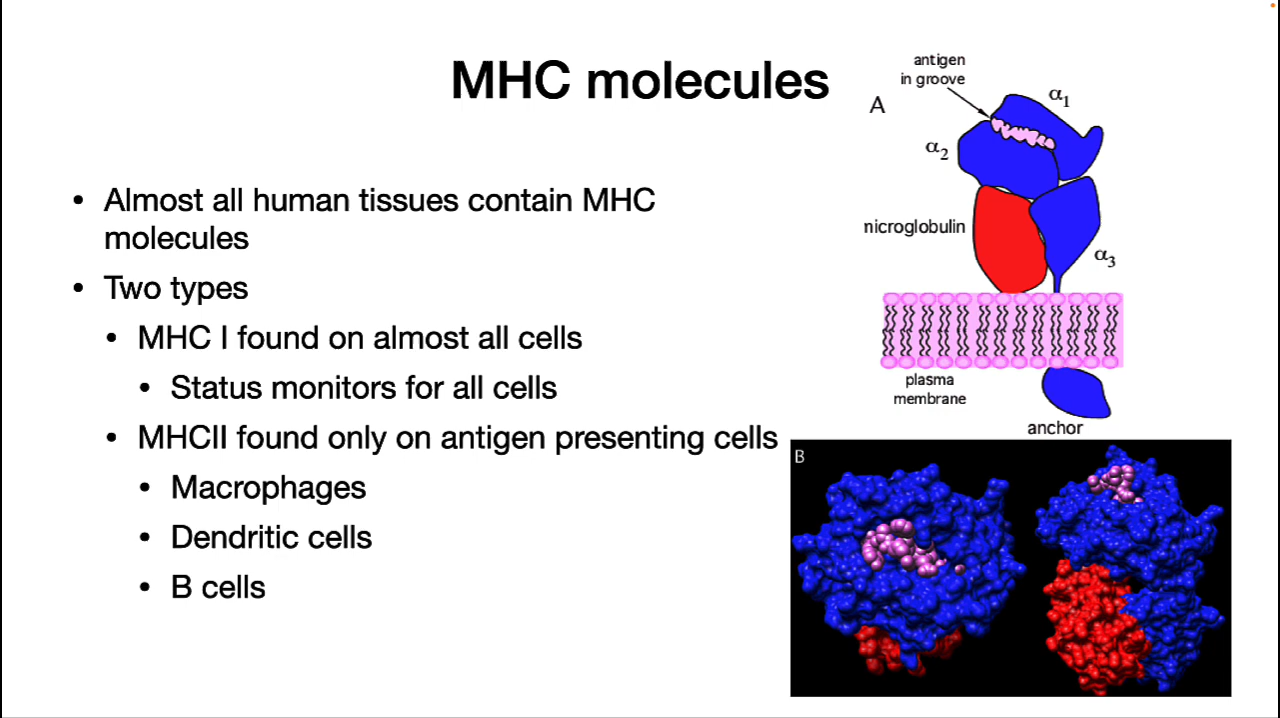 MHC molecules
• Almost all human tissues contain MHC
molecules
• Two types
• MHC I found on almost all cells
• Status monitors for all cells
• MHCII found only on antigen presenting cells
• Macrophages
• Dendritic cells
• B cells
antigen
in groove
A
α1
α2
nicroglobulin
α3
plasma
membrane
anchor
B